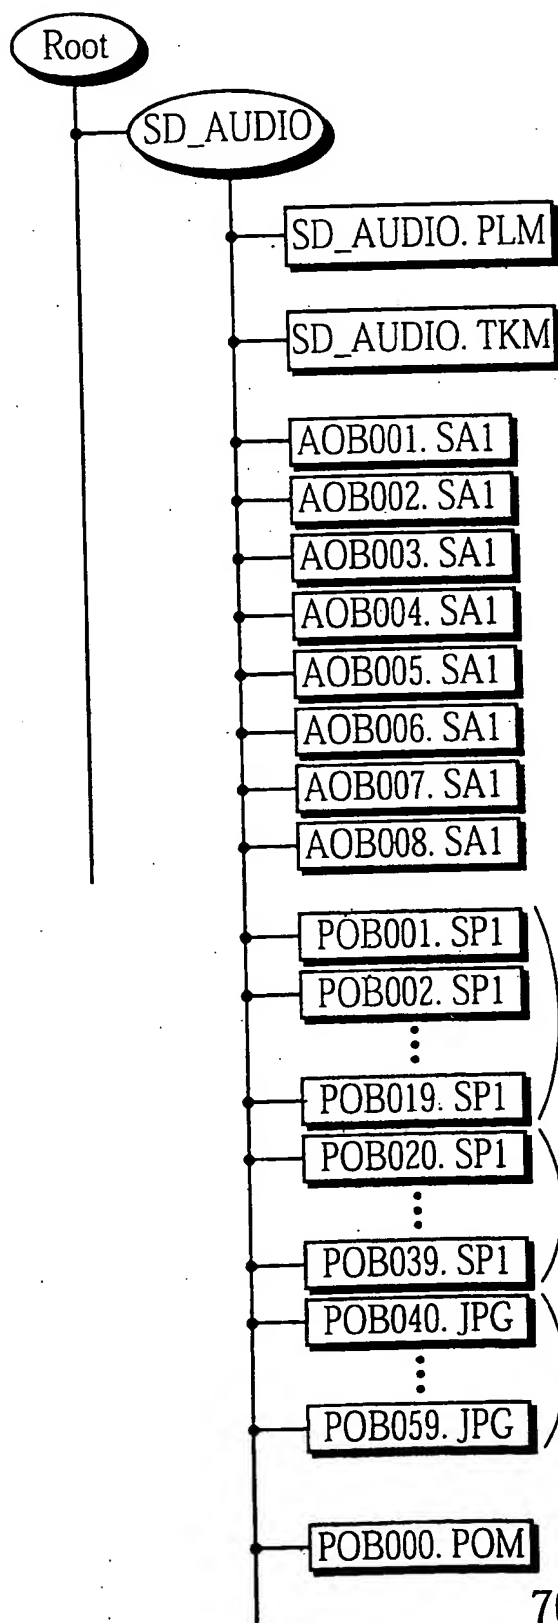 Root
SD_AUDIO
SD_AUDIO. PLM
SD_AUDIO. TKM
AOB001. SA1
AOB002. SA1
AOB003. SA1
AOB004. SA1
AOB005. SA1
AOB006. SA1
AOB007. SA1
AOB008. SA1
POB001. SP1
POB002. SP1
POB019. SP1
POB020. SP1
POB039. SP1
POB040. JPG
POB059. JPG
POB000. POM